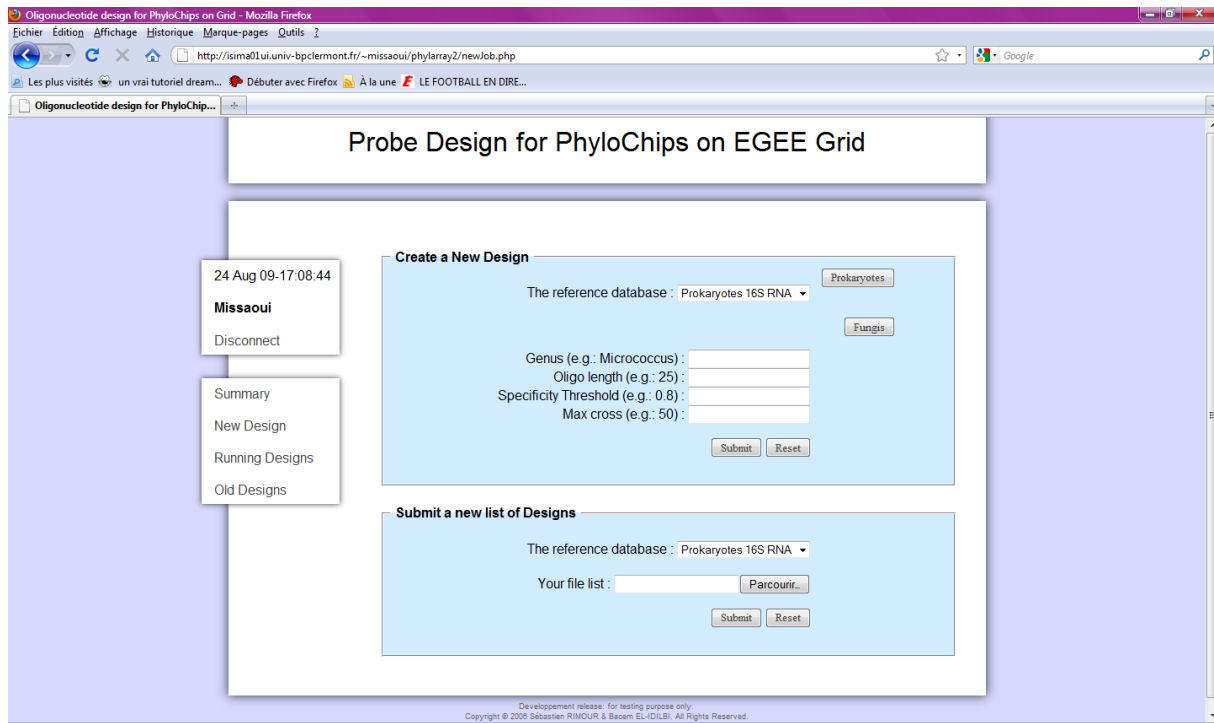 Oligonucleotide design for PhyloChips on Grid - Mozilla Firefox
Fichier Édition Affichage Historique Marque-pages Outils ?
http://isima01ui.univ-bpclermont.fr/~missaoui/phylarray2/newJob.php
Google
Les plus visités un vrai tutoriel dream... Débuter avec Firefox À la une LE FOOTBALL EN DIRE...
Oligonucleotide design for PhyloChip...
Probe Design for PhyloChips on EGEE Grid
24 Aug 09-17:08:44
Missaoui
Disconnect
Summary
New Design
Running Designs
Old Designs
Create a New Design
Prokaryotes
The reference database : Prokaryotes 16S RNA
Fungis
Genus (e.g.: Micrococcus) :
Oligo length (e.g.: 25) :
Specificity Threshold (e.g.: 0.8) :
Max cross (e.g.: 50) :
Submit Reset
Submit a new list of Designs
The reference database : Prokaryotes 16S RNA
Your file list : Parcourir..
Submit Reset
Developpement release: for testing purpose only.
Copyright © 2006 Sébastien RIMOUR & Bacem EL-IDILBI. All Rights Reserved.